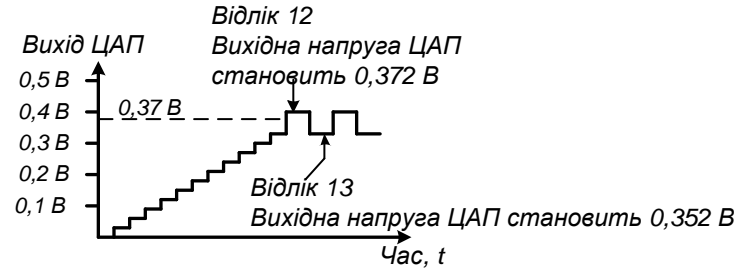 Відлік 12
Вихідна напруга ЦАП
становить 0,372 В
Вихід ЦАП
0,5 В
0,4 В
0,37 В
0,3 В
0,2 В
0,1 В
Відлік 13
Вихідна напруга ЦАП становить 0,352 В
Час, t